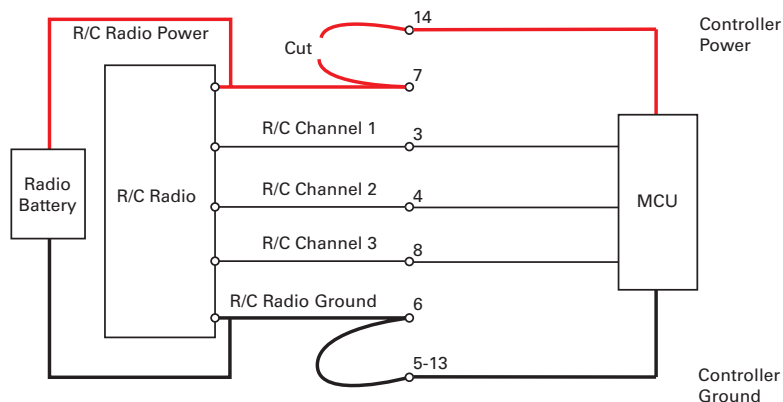 R/C Radio Power
14
Controller
Power
Cut
7
R/C Channel 1
3
Radio
Battery
R/C Radio
R/C Channel 2
4
MCU
R/C Channel 3
8
R/C Radio Ground
6
5-13
Controller
Ground